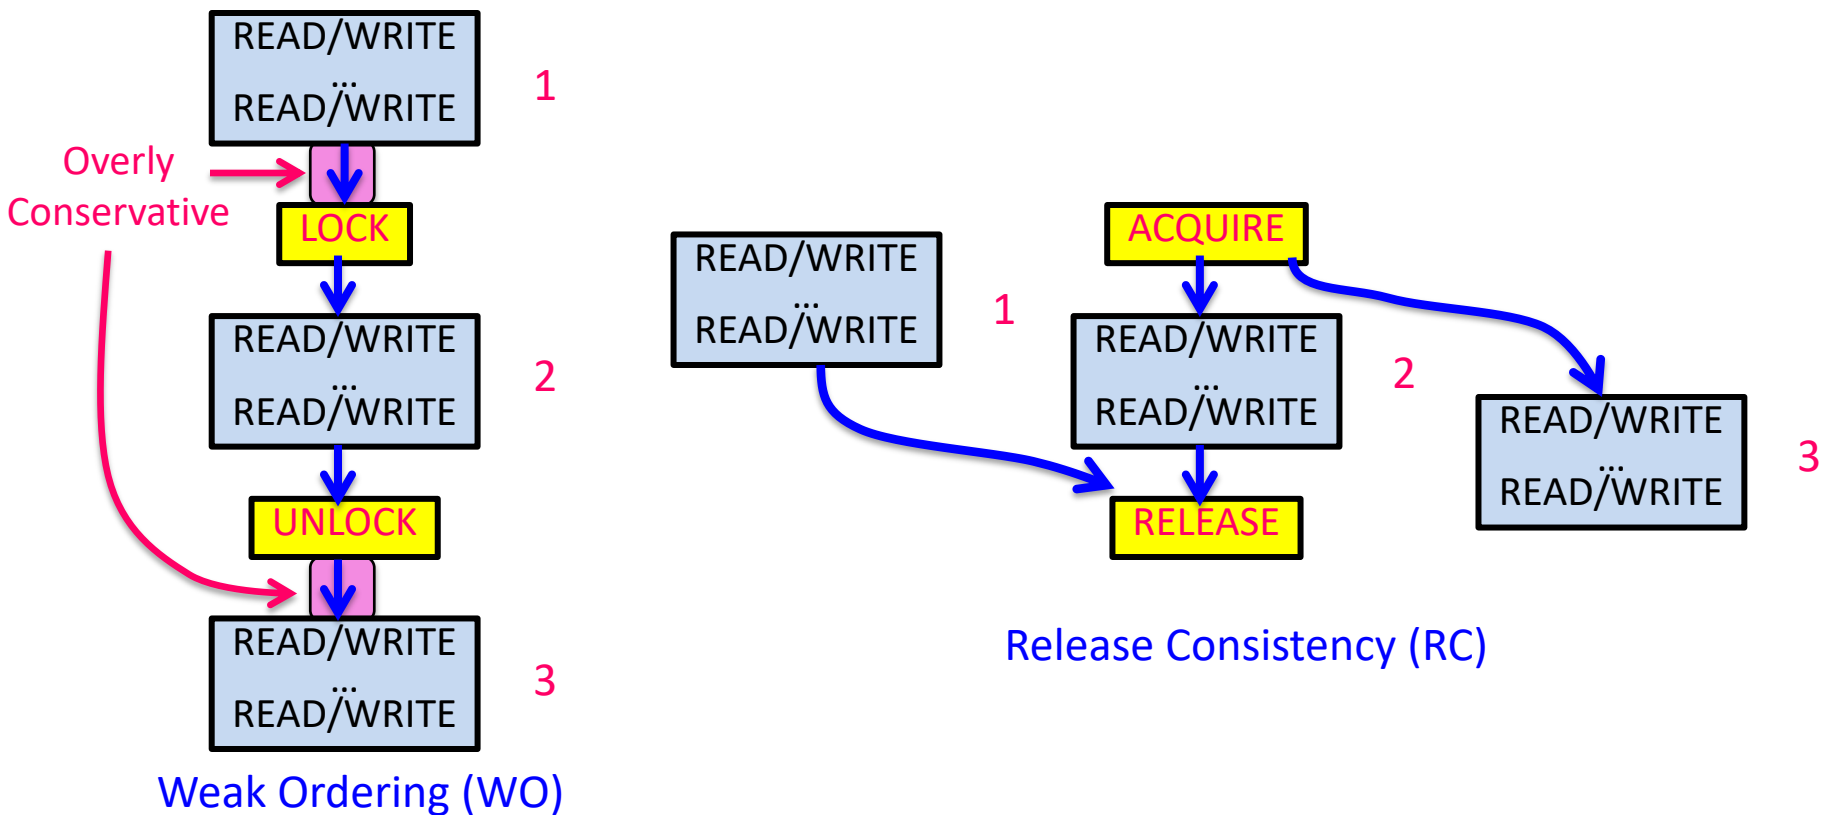 READ/WRITE
...
READ/WRITE
1
Overly
Conservative
LOCK
READ/WRITE
...
READ/WRITE
2
UNLOCK
READ/WRITE
...
READ/WRITE
3
Weak Ordering (WO)
READ/WRITE
...
READ/WRITE
1
ACQUIRE
READ/WRITE
...
READ/WRITE
2
RELEASE
READ/WRITE
...
READ/WRITE
3
Release Consistency (RC)